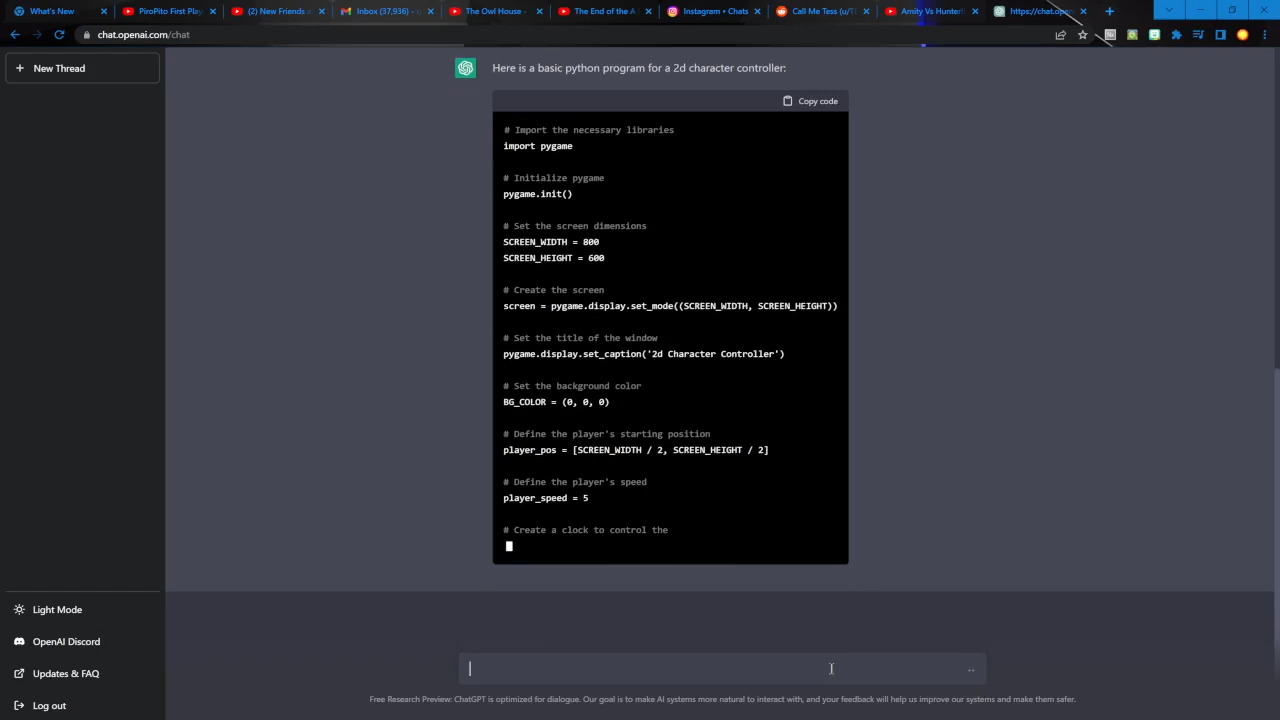 What's New
PiroPito First Play
(2) New Friends a
Inbox (37,936) - s
The Owl House -
The End of the A
Instagram • Chats
Call Me Tess (u/T
Amity Vs Hunter
https://chat.open
chat.openai.com/chat
New Thread
Here is a basic python program for a 2d character controller:
Copy code
# Import the necessary libraries
import pygame
# Initialize pygame
pygame.init()
# Set the screen dimensions
SCREEN_WIDTH = 800
SCREEN_HEIGHT = 600
# Create the screen
screen = pygame.display.set_mode((SCREEN_WIDTH, SCREEN_HEIGHT))
# Set the title of the window
pygame.display.set_caption('2d Character Controller')
# Set the background color
BG_COLOR = (0, 0, 0)
# Define the player's starting position
player_pos = [SCREEN_WIDTH / 2, SCREEN_HEIGHT / 2]
# Define the player's speed
player_speed = 5
# Create a clock to control the
Light Mode
OpenAI Discord
Updates & FAQ
Log out
Free Research Preview: ChatGPT is optimized for dialogue. Our goal is to make AI systems more natural to interact with, and your feedback will help us improve our systems and make them safer.